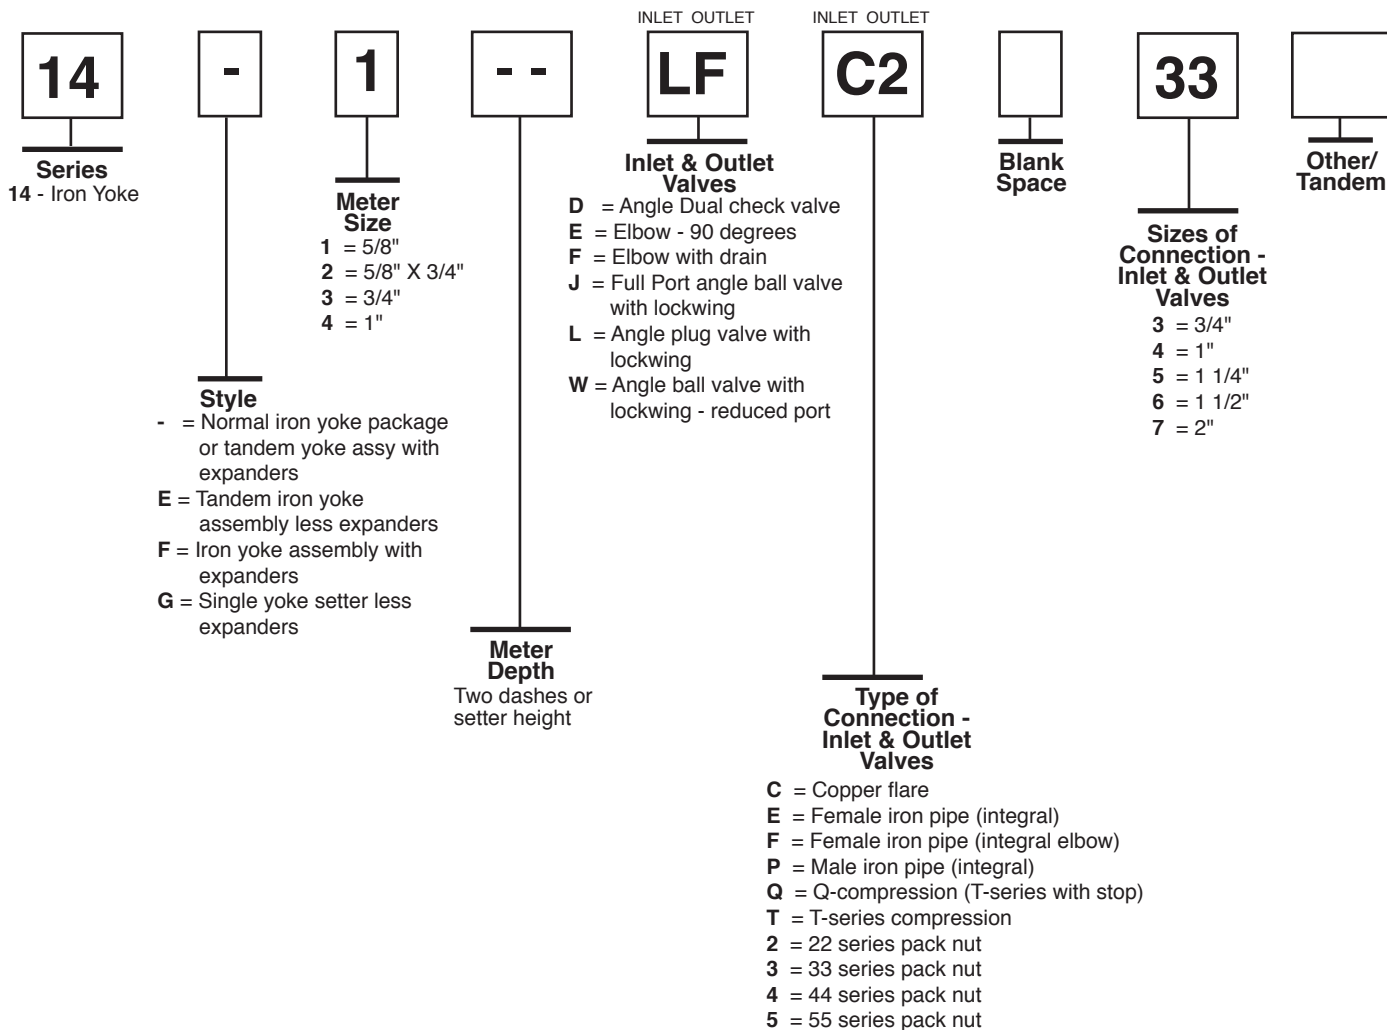 INLET OUTLET
INLET OUTLET
14
-
1
- -
LF
C2
33
Series
14 - Iron Yoke
Meter
Size
1 = 5/8"
2 = 5/8" X 3/4"
3 = 3/4"
4 = 1"
Inlet & Outlet
Valves
D = Angle Dual check valve
E = Elbow - 90 degrees
F = Elbow with drain
J = Full Port angle ball valve
with lockwing
L = Angle plug valve with
lockwing
W = Angle ball valve with
lockwing - reduced port
Blank
Space
Other/
Tandem
Sizes of
Connection -
Inlet & Outlet
Valves
3 = 3/4"
4 = 1"
5 = 1 1/4"
6 = 1 1/2"
7 = 2"
Style
- = Normal iron yoke package
or tandem yoke assy with
expanders
E = Tandem iron yoke
assembly less expanders
F = Iron yoke assembly with
expanders
G = Single yoke setter less
expanders
Meter
Depth
Two dashes or
setter height
Type of
Connection -
Inlet & Outlet
Valves
C = Copper flare
E = Female iron pipe (integral)
F = Female iron pipe (integral elbow)
P = Male iron pipe (integral)
Q = Q-compression (T-series with stop)
T = T-series compression
2 = 22 series pack nut
3 = 33 series pack nut
4 = 44 series pack nut
5 = 55 series pack nut